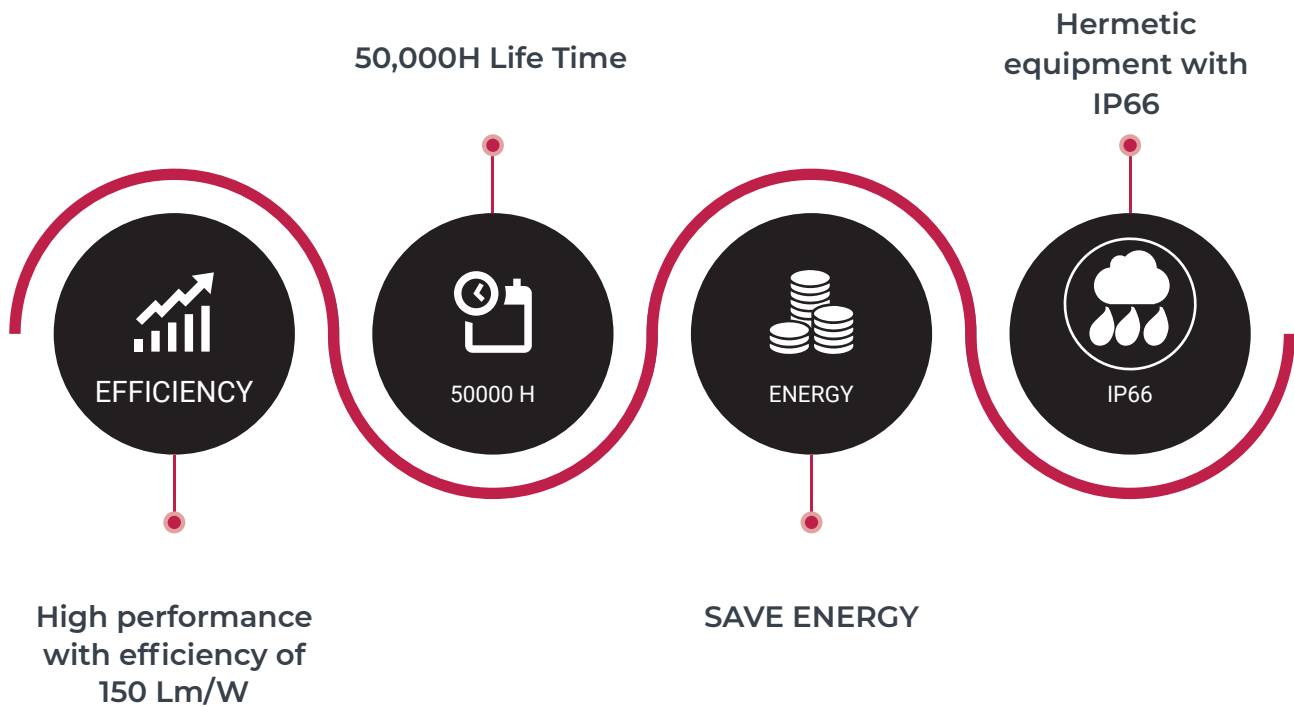 50,000H Life Time
Hermetic
equipment with
IP66
EFFICIENCY
50000 H
ENERGY
IP66
High performance
with efficiency of
150 Lm/W
SAVE ENERGY